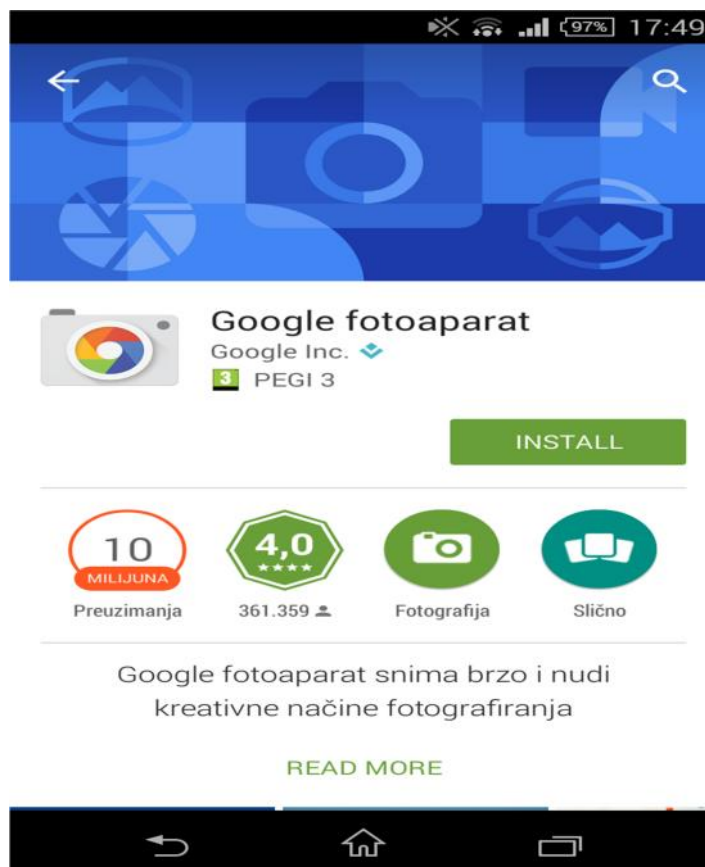 97% 17:49
Google fotoaparat
Google Inc.
3 PEGI 3
INSTALL
10
MILIJUNA
Preuzimanja
4,0
361.359
Fotografija
Slično
Google fotoaparat snima brzo i nudi
kreativne načine fotografiranja
READ MORE